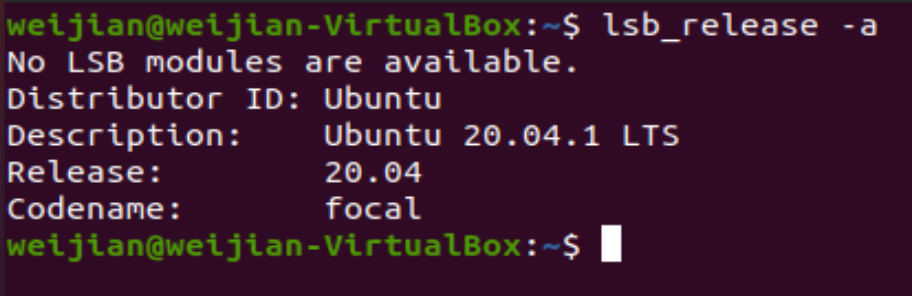 weijian@weijian-VirtualBox:~$ lsb_release -a
No LSB modules are available.
Distributor ID: Ubuntu
Description:    Ubuntu 20.04.1 LTS
Release:        20.04
Codename:       focal
weijian@weijian-VirtualBox:~$